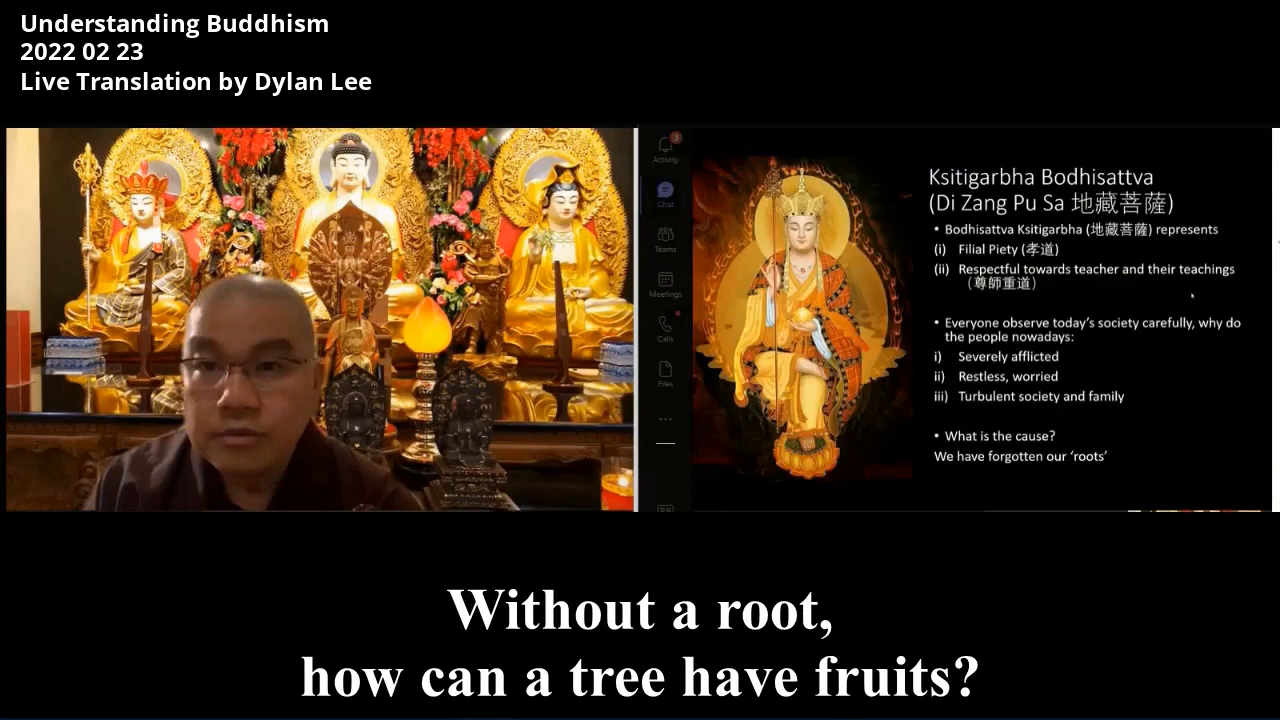 Understanding Buddhism
2022 02 23
Live Translation by Dylan Lee
3
Activity
Chat
Teams
Meetings
Calls
Files
Ksitigarbha Bodhisattva
(Di Zang Pu Sa 地藏菩薩)
• Bodhisattva Ksitigarbha (地藏菩薩) represents
(i) Filial Piety (孝道)
(ii) Respectful towards teacher and their teachings
(尊師重道)
• Everyone observe today’s society carefully, why do
the people nowadays:
i) Severely afflicted
ii) Restless, worried
iii) Turbulent society and family
• What is the cause?
We have forgotten our ‘roots’
Without a root,
how can a tree have fruits?